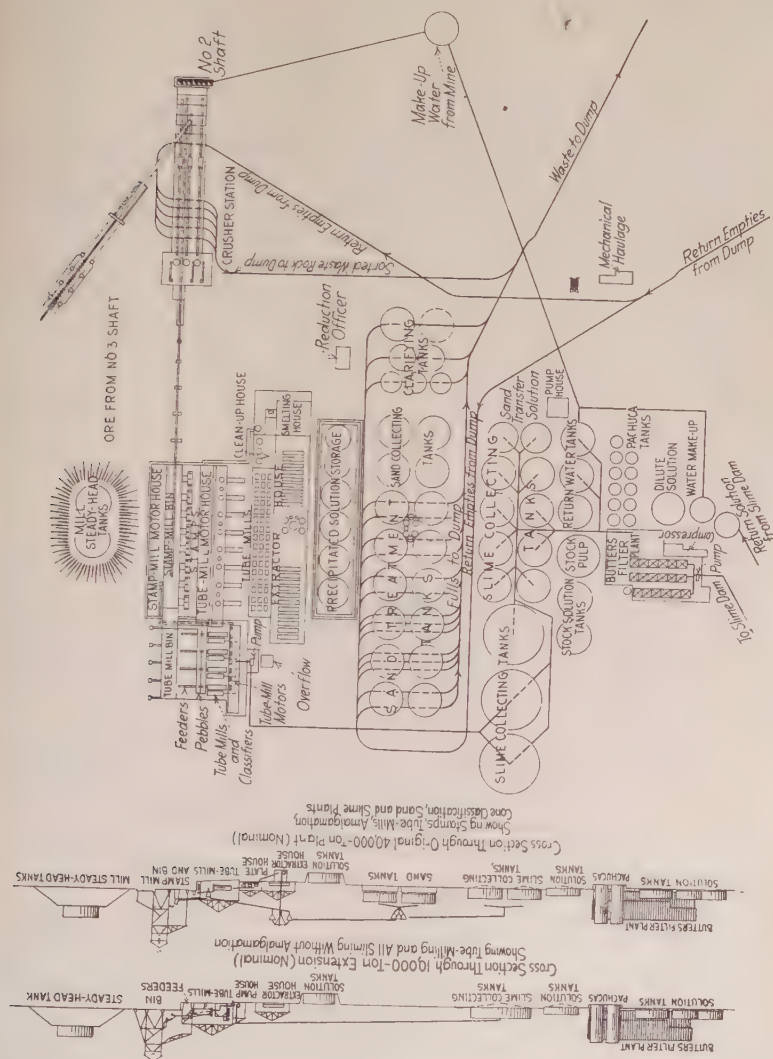 No 2
Shaft
Make-Up
Water
from Mine
ORE FROM NO 3 SHAFT
CRUSHER STATION
Return Empties from Dump
Sorted Waste Rock to Dump
Waste to Dump
Return Empties
from Dump
Mechanical
Haulage
Reduction
Officer
MILL
STEADY-HEAD
TANKS
STAMP-MILL MOTOR HOUSE
STAMP-MILL BIN
TUBE-MILL MOTOR HOUSE
TUBE MILLS
EXTRACTOR HOUSE
CLEAN-UP HOUSE
SMELTING
HOUSE
TUBE MILL BIN
Feeders
Pebbles
Tube Mills
and
Classifiers
Pump
Tube-Mill
Motors
Overflow
PRECIPITATED SOLUTION STORAGE
CLARIFYING
TANKS
SAND COLLECTING
TANKS
SAND TREATMENT
TANKS
Fulls to Dump
Return Empties from Dump
SLIME COLLECTING
TANKS
Sand
Transfer
Solution
PUMP
HOUSE
RETURN WATER TANKS
PACHUCA
TANKS
DILUTE
SOLUTION
WATER MAKE-UP
SLIME COLLECTING TANKS
STOCK SOLUTION
TANKS
STOCK
PULP
BUTTERS
FILTER
PLANT
Compressor
Pump
To Slime Dam
Return Solution
from
Slime Dam
Cross Section Through Original 40,000-Ton Plant (Nominal)
Showing Stamps, Tube-Mills, Amalgamation,
Cone Classification, Sand and Slime Plants
MILL STEADY-HEAD TANKS
STAMP MILL
AND BIN
TUBE-MILLS
PLATE
HOUSE
EXTRACTOR
HOUSE
SOLUTION
TANKS
SAND TANKS
SLIME COLLECTING
TANKS
SOLUTION
TANKS
PACHUCAS
SOLUTION TANKS
BUTTERS FILTER PLANT
Cross Section Through 10,000-Ton Extension (Nominal)
Showing Tube-Milling and All Sliming Without Amalgamation
STEADY-HEAD TANK
BIN
FEEDERS
TUBE-MILLS
PUMP
HOUSE
EXTRACTOR
HOUSE
SOLUTION
TANKS
SLIME COLLECTING
TANKS
SOLUTION
TANKS
PACHUCAS
SOLUTION TANKS
BUTTERS FILTER PLANT